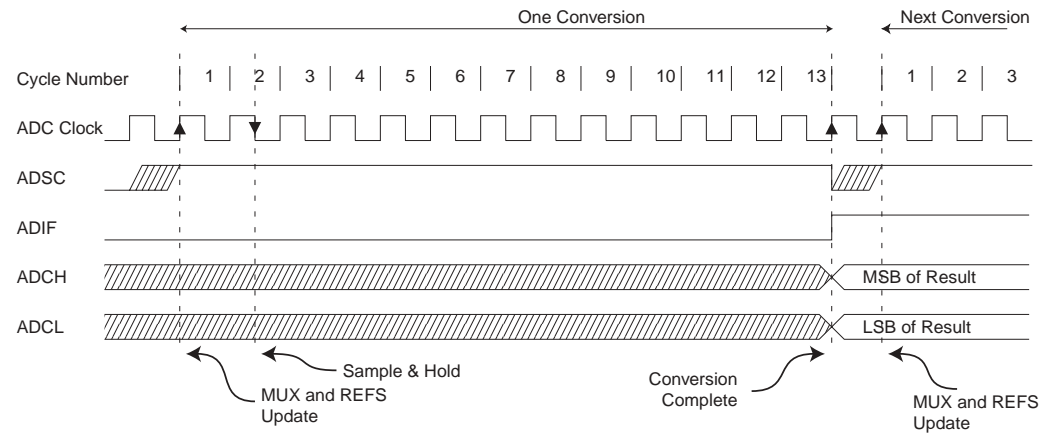 One Conversion Next Conversion
Cycle Number 1 2 3 4 5 6 7 8 9 10 11 12 13 1 2 3
ADC Clock
ADSC
ADIF
ADCH MSB of Result
ADCL LSB of Result
Sample & Hold
MUX and REFS
Update
Conversion
Complete
MUX and REFS
Update